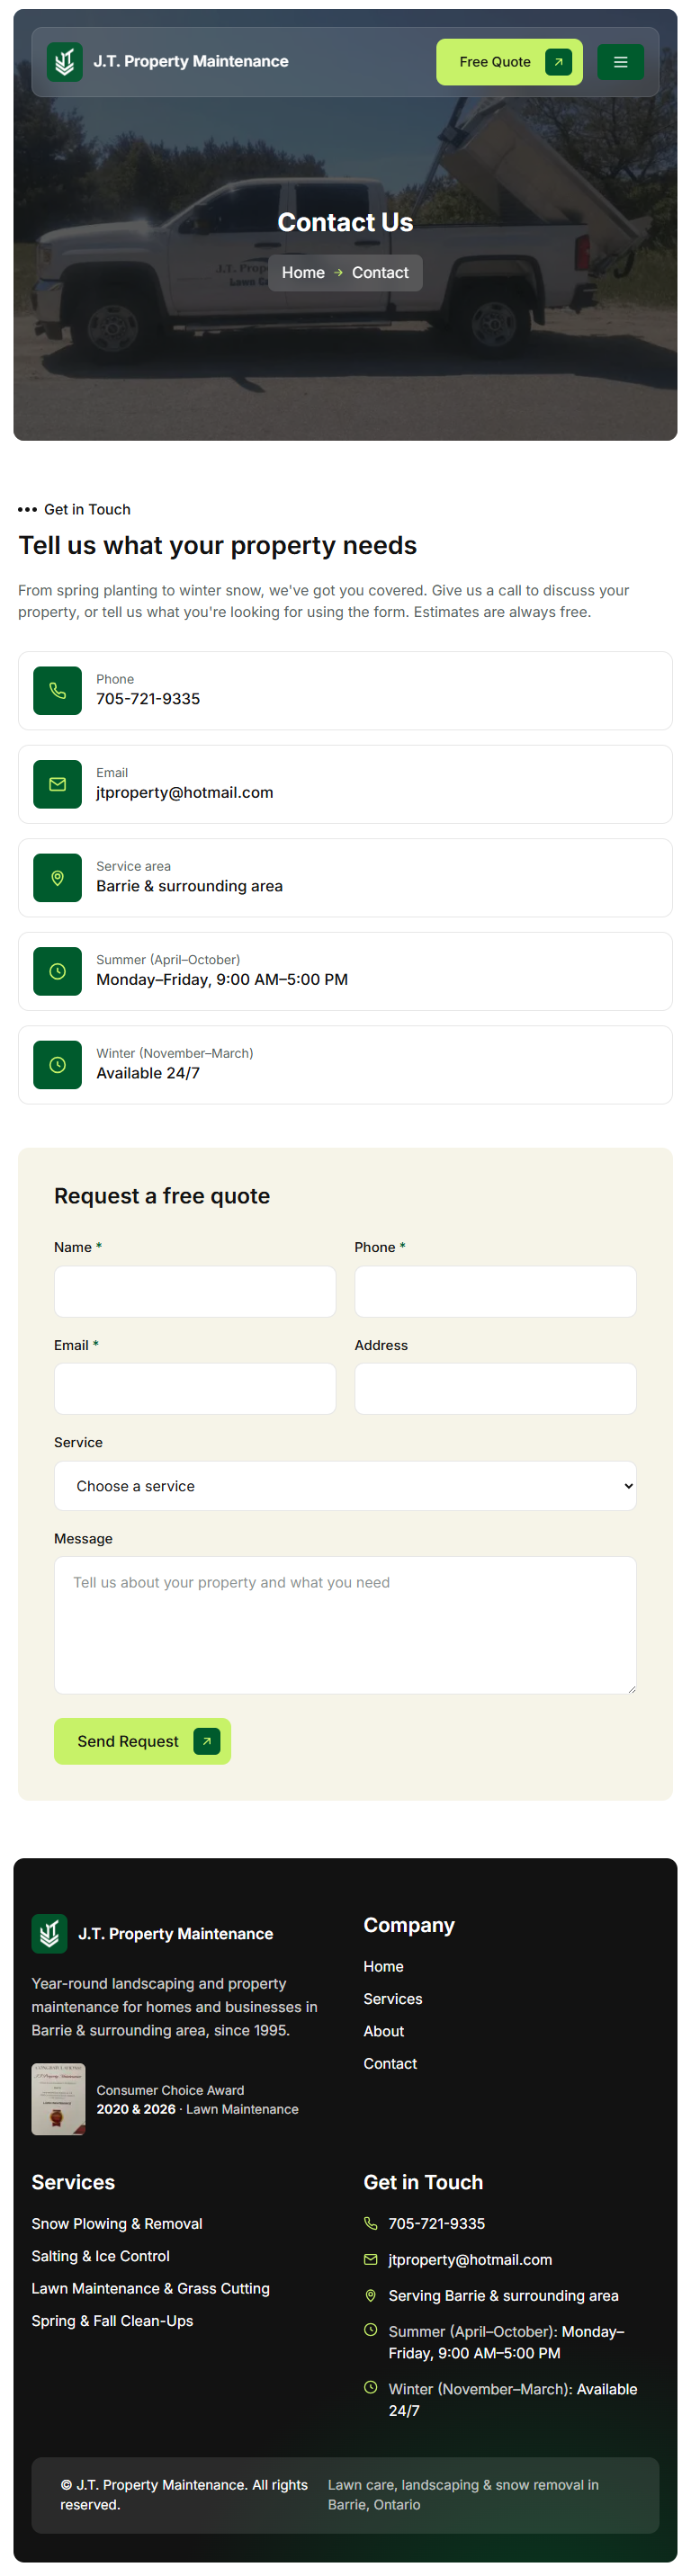 J.T. Property Maintenance
Free Quote
Contact Us
Home → Contact
Get in Touch
Tell us what your property needs
From spring planting to winter snow, we've got you covered. Give us a call to discuss your
property, or tell us what you're looking for using the form. Estimates are always free.
Phone
705-721-9335
Email
jtproperty@hotmail.com
Service area
Barrie & surrounding area
Summer (April–October)
Monday–Friday, 9:00 AM–5:00 PM
Winter (November–March)
Available 24/7
Request a free quote
Name *
Phone *
Email *
Address
Service
Choose a service
Message
Tell us about your property and what you need
Send Request
J.T. Property Maintenance
Year-round landscaping and property
maintenance for homes and businesses in
Barrie & surrounding area, since 1995.
Consumer Choice Award
2020 & 2026 · Lawn Maintenance
Company
Home
Services
About
Contact
Services
Snow Plowing & Removal
Salting & Ice Control
Lawn Maintenance & Grass Cutting
Spring & Fall Clean-Ups
Get in Touch
705-721-9335
jtproperty@hotmail.com
Serving Barrie & surrounding area
Summer (April–October): Monday–
Friday, 9:00 AM–5:00 PM
Winter (November–March): Available
24/7
© J.T. Property Maintenance. All rights
reserved.
Lawn care, landscaping & snow removal in
Barrie, Ontario